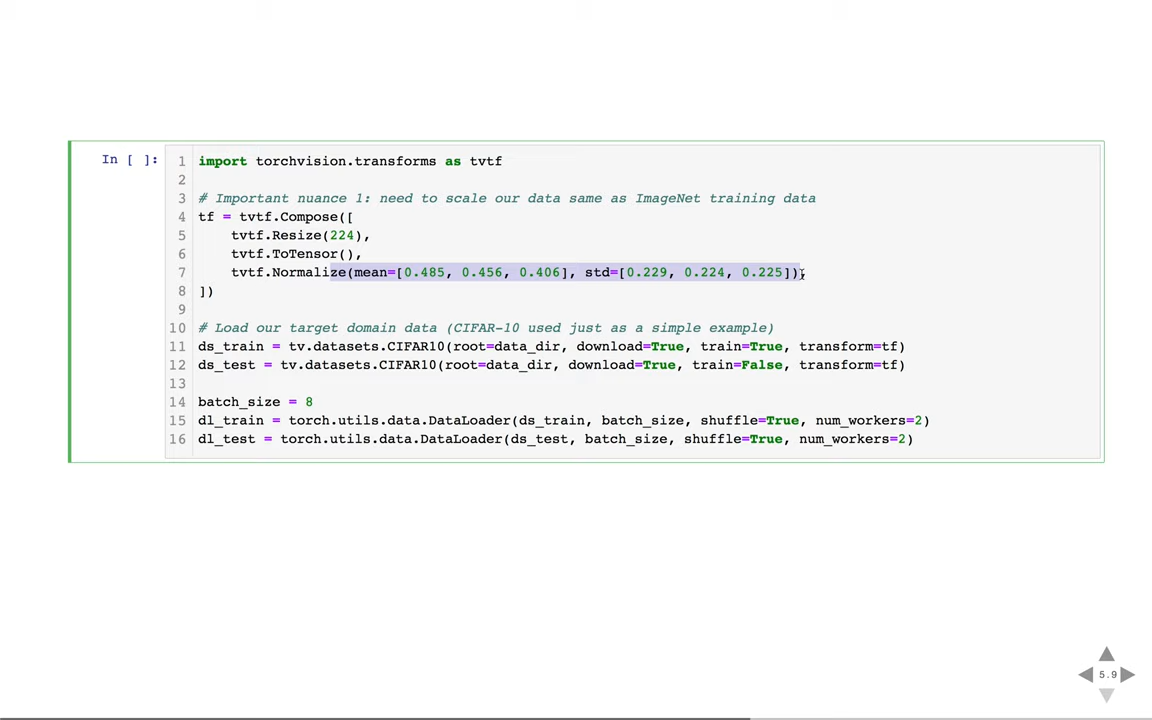 In [ ]:
1 import torchvision.transforms as tvtf
2
3 # Important nuance 1: need to scale our data same as ImageNet training data
4 tf = tvtf.Compose([
5     tvtf.Resize(224),
6     tvtf.ToTensor(),
7     tvtf.Normalize(mean=[0.485, 0.456, 0.406], std=[0.229, 0.224, 0.225])
8 ])
9
10 # Load our target domain data (CIFAR-10 used just as a simple example)
11 ds_train = tv.datasets.CIFAR10(root=data_dir, download=True, train=True, transform=tf)
12 ds_test = tv.datasets.CIFAR10(root=data_dir, download=True, train=False, transform=tf)
13
14 batch_size = 8
15 dl_train = torch.utils.data.DataLoader(ds_train, batch_size, shuffle=True, num_workers=2)
16 dl_test = torch.utils.data.DataLoader(ds_test, batch_size, shuffle=True, num_workers=2)
5.9